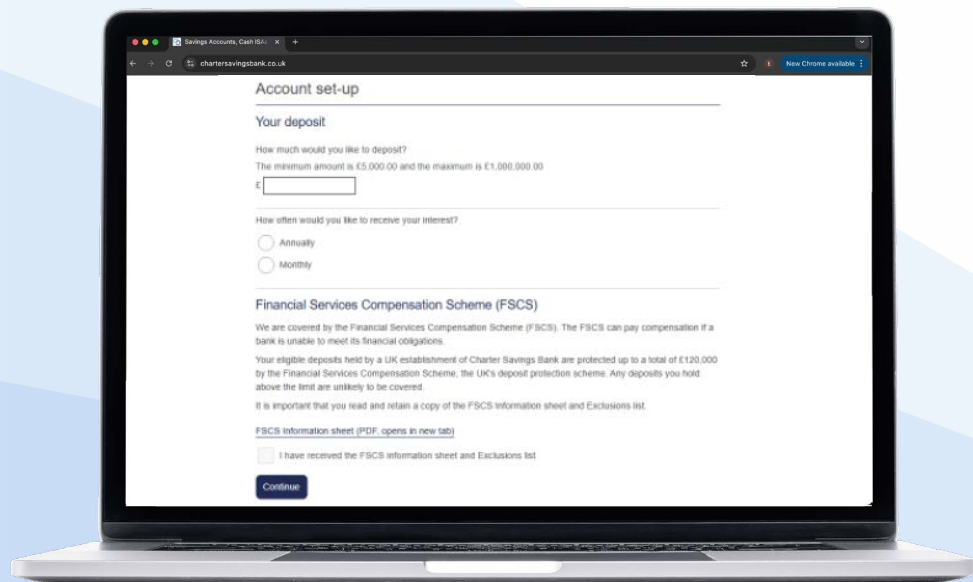 Savings Accounts, Cash ISA
chartersavingsbank.co.uk
New Chrome available
Account set-up
Your deposit
How much would you like to deposit?
The minimum amount is £5,000.00 and the maximum is £1,000,000.00
£
How often would you like to receive your interest?
Annually
Monthly
Financial Services Compensation Scheme (FSCS)
We are covered by the Financial Services Compensation Scheme (FSCS). The FSCS can pay compensation if a
bank is unable to meet its financial obligations.
Your eligible deposits held by a UK establishment of Charter Savings Bank are protected up to a total of £120,000
by the Financial Services Compensation Scheme, the UK's deposit protection scheme. Any deposits you hold
above the limit are unlikely to be covered.
It is important that you read and retain a copy of the FSCS Information sheet and Exclusions list.
FSCS Information sheet (PDF, opens in new tab)
I have received the FSCS information sheet and Exclusions list
Continue